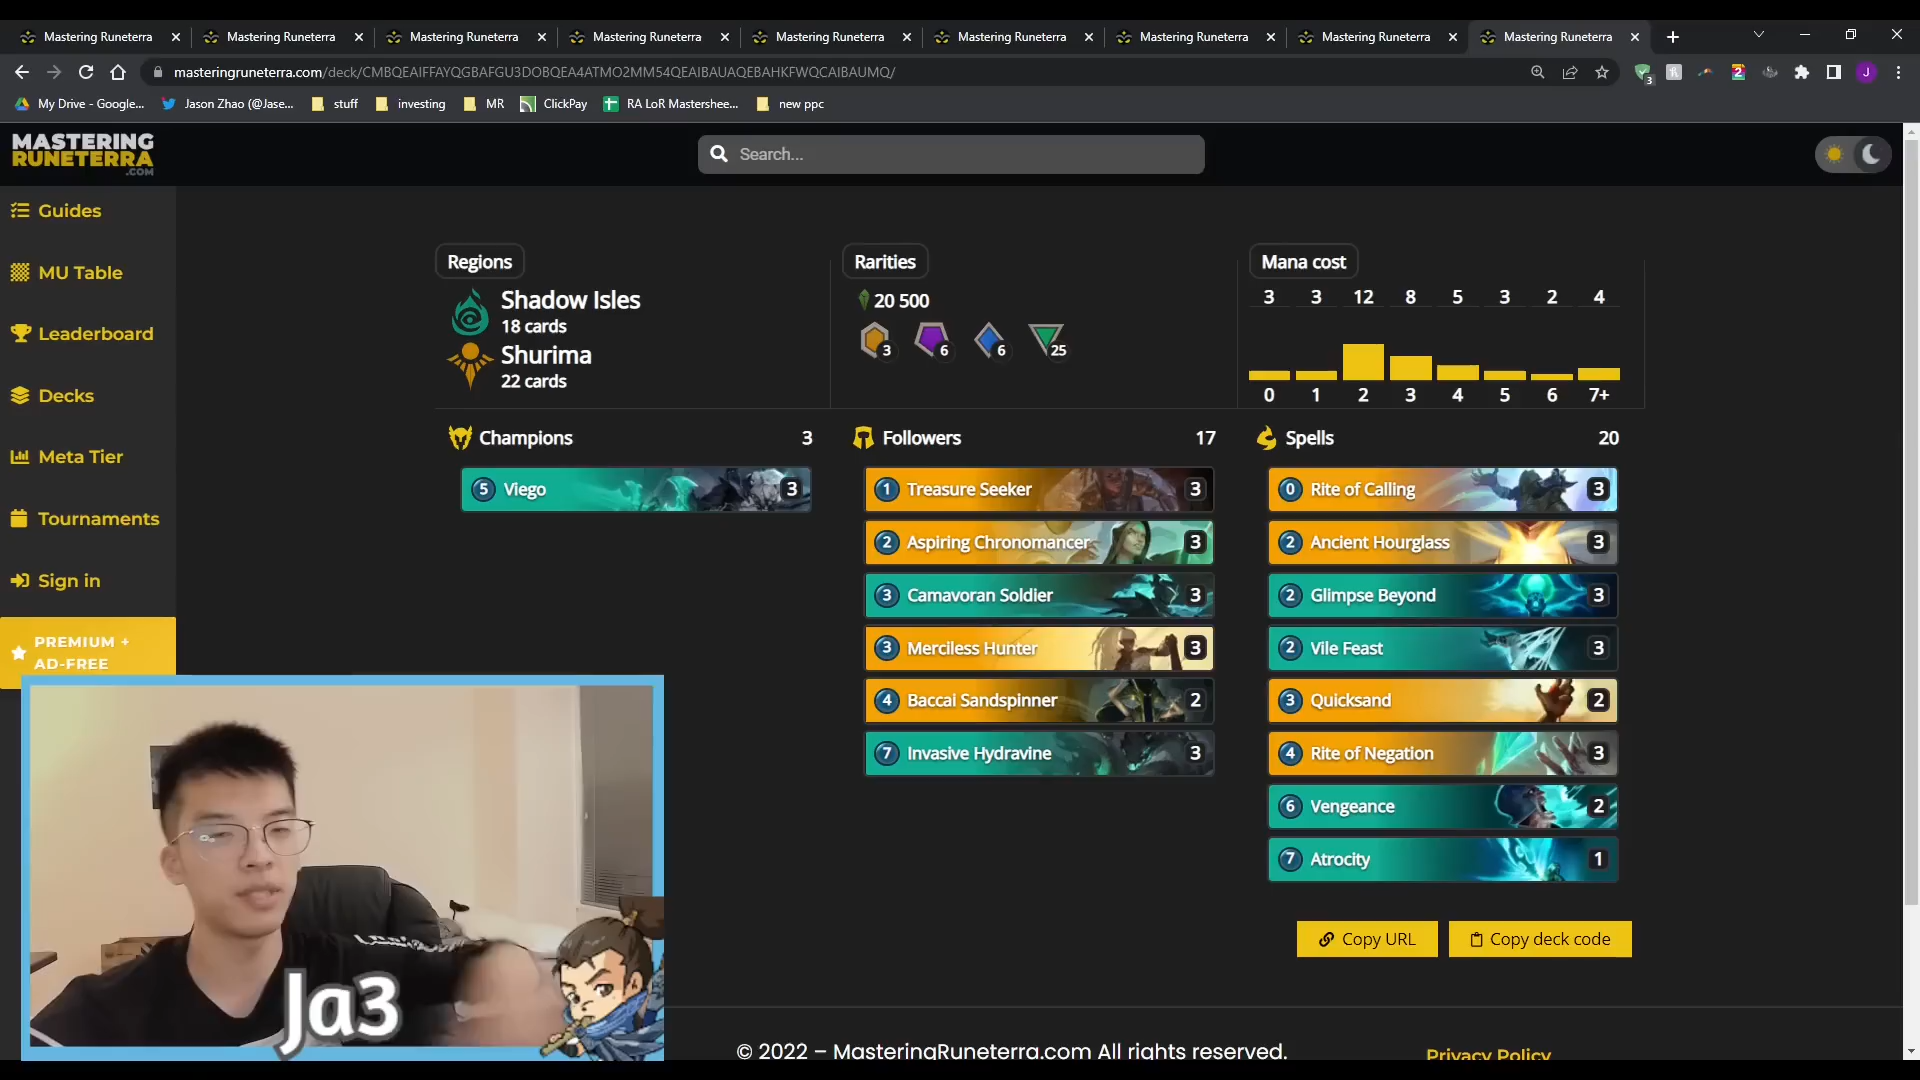 Mastering Runeterra
Mastering Runeterra
Mastering Runeterra
Mastering Runeterra
Mastering Runeterra
Mastering Runeterra
Mastering Runeterra
Mastering Runeterra
Mastering Runeterra
masteringruneterra.com/deck/CMBQEAIFFAYQGBAFGU3DOBQEA4ATMO2MM54QEAIBAUAQEBAHKFWQCAIBAUMQ/
3
2
J
My Drive - Google...
Jason Zhao (@Jase...
stuff
investing
MR
ClickPay
RA LoR Mastershee...
new ppc
MASTERING
RUNETERRA
.COM
Search...
Guides
MU Table
Leaderboard
Decks
Meta Tier
Tournaments
Sign in
PREMIUM +
AD-FREE
Regions
Shadow Isles
18 cards
Shurima
22 cards
Rarities
20 500
3 6 6 25
Mana cost
3 3 12 8 5 3 2 4
0 1 2 3 4 5 6 7+
Champions 3
5 Viego 3
Followers 17
1 Treasure Seeker 3
2 Aspiring Chronomancer 3
3 Camavoran Soldier 3
3 Merciless Hunter 3
4 Baccai Sandspinner 2
7 Invasive Hydravine 3
Spells 20
0 Rite of Calling 3
2 Ancient Hourglass 3
2 Glimpse Beyond 3
2 Vile Feast 3
3 Quicksand 2
4 Rite of Negation 3
6 Vengeance 2
7 Atrocity 1
Copy URL
Copy deck code
Ja3
© 2022 – MasteringRuneterra.com All rights reserved.
Privacy Policy